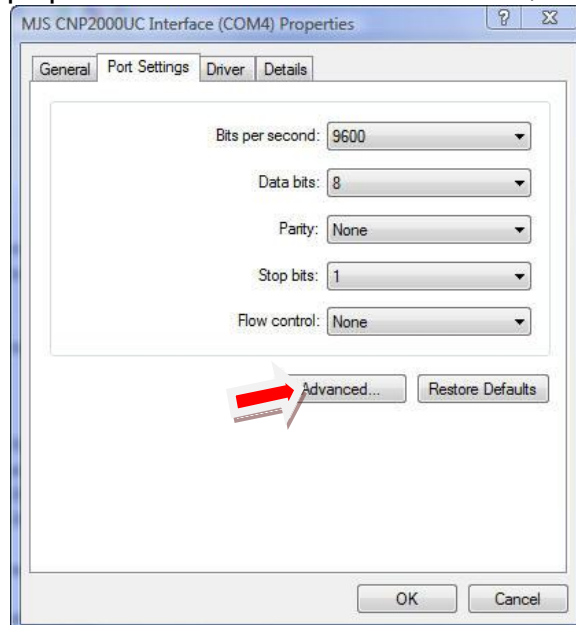 MJS CNP2000UC Interface (COM4) Properties
General Port Settings Driver Details
Bits per second: 9600
Data bits: 8
Parity: None
Stop bits: 1
Flow control: None
Advanced... Restore Defaults
OK Cancel